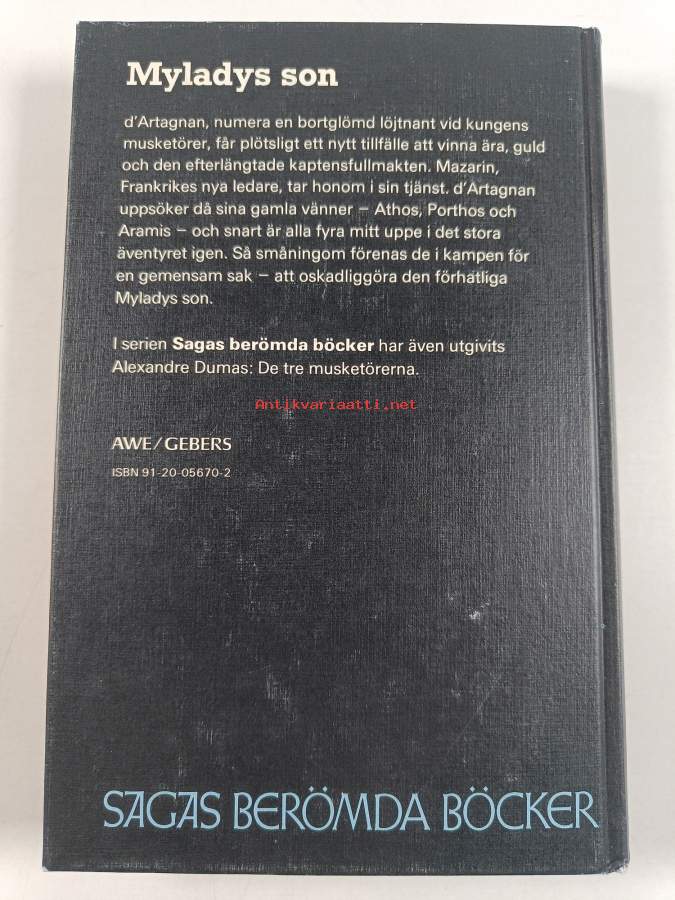 Myladys son
d'Artagnan, numera en bortglömd löjtnant vid kungens
musketörer, får plötsligt ett nytt tillfälle att vinna ära, guld
och den efterlängtade kaptensfullmakten. Mazarin,
Frankrikes nya ledare, tar honom i sin tjänst. d'Artagnan
uppsöker då sina gamla vänner – Athos, Porthos och
Aramis – och snart är alla fyra mitt uppe i det stora
äventyret igen. Så småningom förenas de i kampen för
en gemensam sak – att oskadliggöra den förhatliga
Myladys son.
I serien Sagas berömda böcker har även utgivits
Alexandre Dumas: De tre musketörerna.
Antikvariaatti.net
AWE/GEBERS
ISBN 91-20-05670-2
SAGAS BERÖMDA BÖCKER